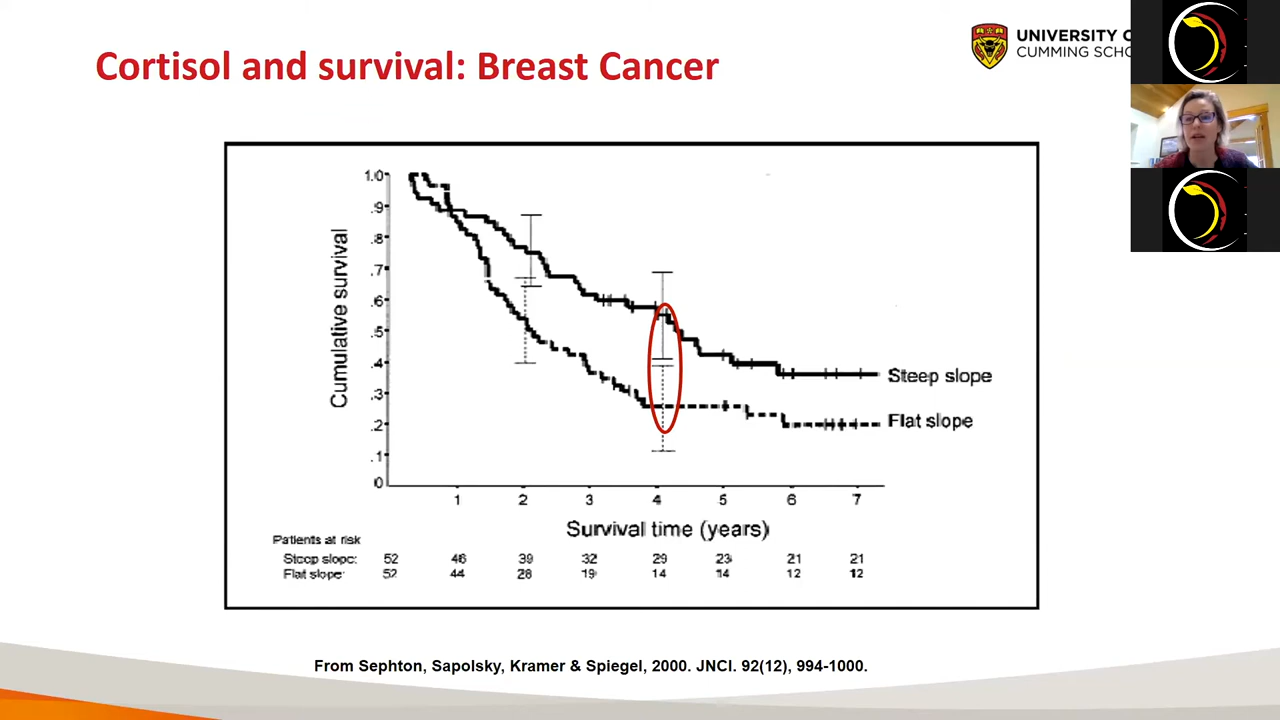 Cortisol and survival: Breast Cancer
UNIVERSITY O
CUMMING SCHO
1.0
.9
.8
.7
.6
.5
.4
.3
.2
.1
0
Cumulative survival
Steep slope
Flat slope
1 2 3 4 5 6 7
Survival time (years)
Patients at risk
Steep slope: 52 46 39 32 29 23 21 21
Flat slope: 52 44 28 19 14 14 12 12
From Sephton, Sapolsky, Kramer & Spiegel, 2000. JNCI. 92(12), 994-1000.